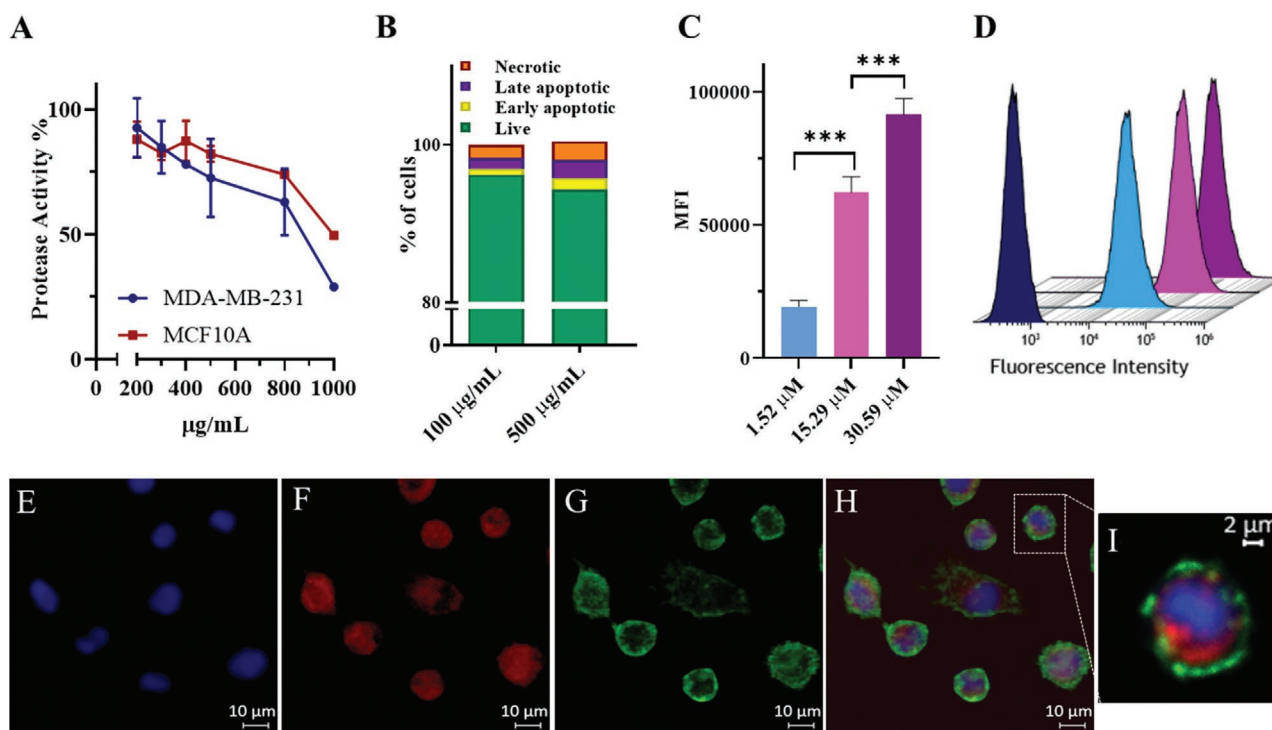 A
Protease Activity %
100
50
0
MDA-MB-231
MCF10A
0 200 400 600 800 1000
µg/mL
B
Necrotic
Late apoptotic
Early apoptotic
Live
% of cells
100
80
0
100 µg/mL
500 µg/mL
C
MFI
100000
50000
0
***
***
1.52 µM
15.29 µM
30.59 µM
D
10³ 10⁴ 10⁵ 10⁶
Fluorescence Intensity
E
10 µm
F
10 µm
G
10 µm
H
10 µm
I
2 µm